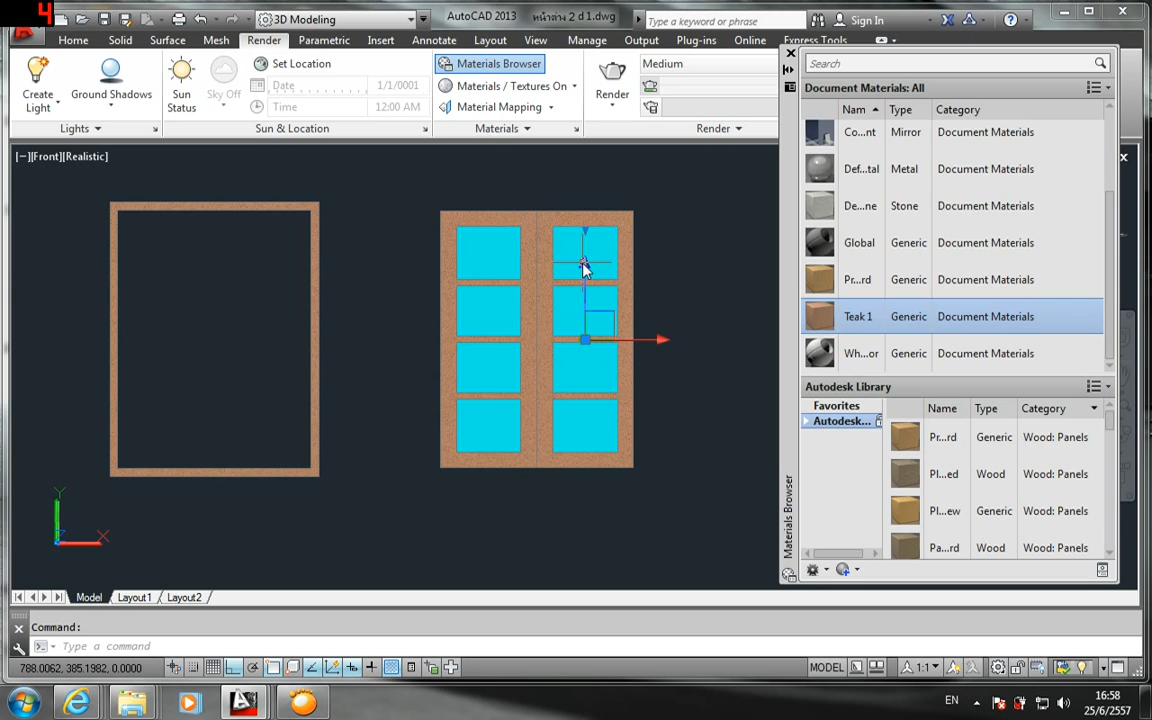 4
3D Modeling
AutoCAD 2013 หน้าต่าง 2 d 1.dwg
Type a keyword or phrase
Sign In
Home Solid Surface Mesh Render Parametric Insert Annotate Layout View Manage Output Plug-ins Online Express Tools
Create Light
Ground Shadows
Lights
Sun Status
Sky Off
Set Location
Date 1/1/0001
Time 12:00 AM
Sun & Location
Materials Browser
Materials / Textures On
Material Mapping
Materials
Render
Medium
Render
[−][Front][Realistic]
Y
X
Z
Search
Document Materials: All
Nam Type Category
Co...nt Mirror Document Materials
Def...tal Metal Document Materials
De...ne Stone Document Materials
Global Generic Document Materials
Pr...rd Generic Document Materials
Teak 1 Generic Document Materials
Wh...or Generic Document Materials
Autodesk Library
Favorites
Autodesk...
Name Type Category
Pr...rd Generic Wood: Panels
Pl...ed Wood Wood: Panels
Pl...ew Generic Wood: Panels
Pa...rd Wood Wood: Panels
Materials Browser
Model Layout1 Layout2
Command:
Type a command
788.0062, 385.1982, 0.0000
MODEL
1:1
EN
16:58
25/6/2557